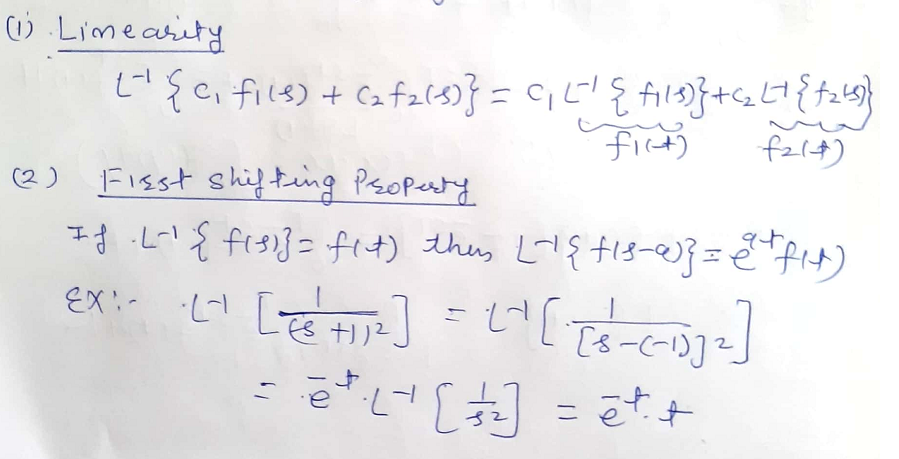 (1) Linearity
L⁻¹ { c₁ f₁(s) + c₂ f₂(s)} = c₁ L⁻¹ { f₁(s)} + c₂ L⁻¹ { f₂(s)}
f₁(t) f₂(t)
(2) First shifting Property
If L⁻¹ { f(s)} = f(t) then L⁻¹ { f(s-a)} = e^{at} f(t)
EX:- L⁻¹ [ 1/(s+1)² ] = L⁻¹ [ 1/[s-(-1)]² ]
= e^{-t} . L⁻¹ [ 1/s² ] = e^{-t} . t